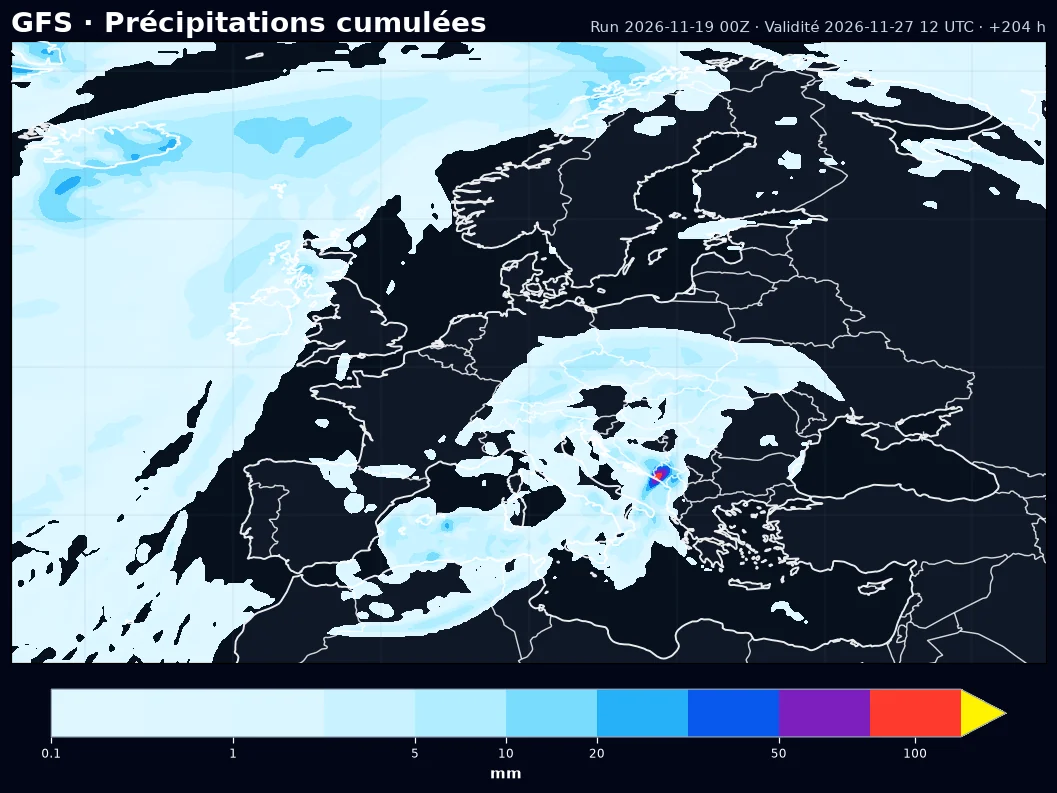 GFS · Précipitations cumulées
Run 2026-11-19 00Z · Validité 2026-11-27 12 UTC · +204 h
0.1 1 5 10 20 50 100
mm